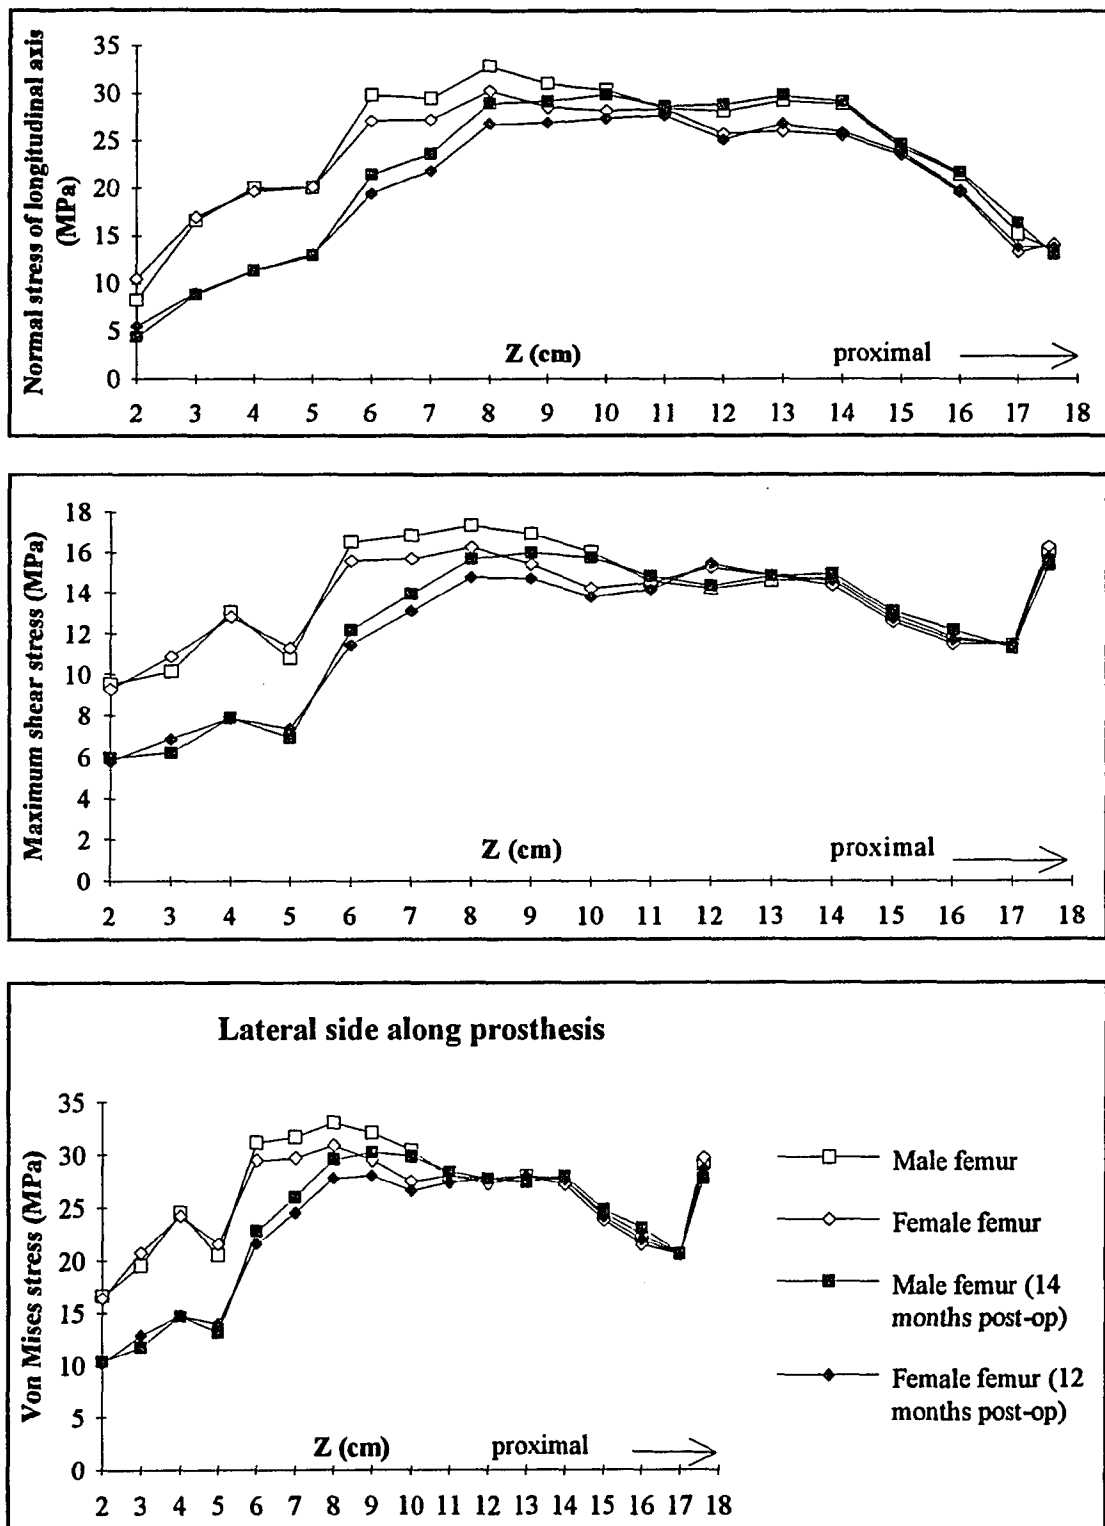 Normal stress of longitudinal axis
(MPa)
35
30
25
20
15
10
5
0
Z (cm)
proximal
2 3 4 5 6 7 8 9 10 11 12 13 14 15 16 17 18
Maximum shear stress (MPa)
18
16
14
12
10
8
6
4
2
0
Z (cm)
proximal
2 3 4 5 6 7 8 9 10 11 12 13 14 15 16 17 18
Lateral side along prosthesis
Von Mises stress (MPa)
35
30
25
20
15
10
5
0
Z (cm)
proximal
2 3 4 5 6 7 8 9 10 11 12 13 14 15 16 17 18
Male femur
Female femur
Male femur (14
months post-op)
Female femur (12
months post-op)